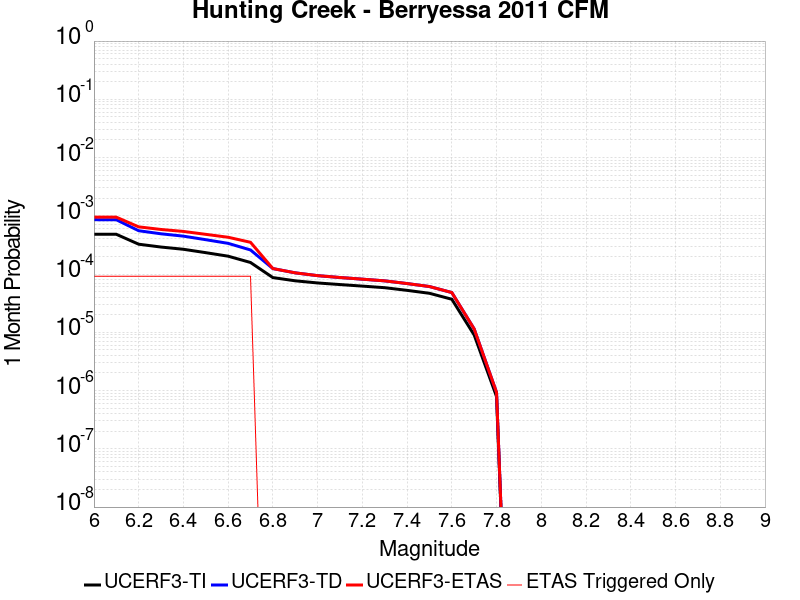 Hunting Creek - Berryessa 2011 CFM
10^0
10^-1
10^-2
10^-3
10^-4
10^-5
10^-6
10^-7
10^-8
1 Month Probability
6 6.2 6.4 6.6 6.8 7 7.2 7.4 7.6 7.8 8 8.2 8.4 8.6 8.8 9
Magnitude
UCERF3-TI UCERF3-TD UCERF3-ETAS ETAS Triggered Only